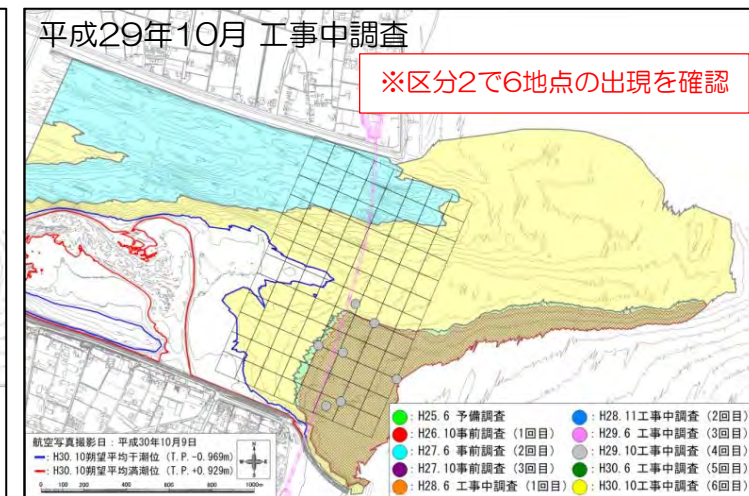 平成29年10月 工事中調査
※区分2で6地点の出現を確認
航空写真撮影日：平成30年10月9日
：H30.10朔望平均干潮位（T.P.-0.969m）
：H30.10朔望平均満潮位（T.P.+0.929m）
0 200 400 600 800 1000m
N
W E
S
：H25.6 予備調査
：H26.10事前調査（1回目）
：H27.6 事前調査（2回目）
：H27.10事前調査（3回目）
：H28.6 工事中調査（1回目）
：H28.11工事中調査（2回目）
：H29.6 工事中調査（3回目）
：H29.10工事中調査（4回目）
：H30.6 工事中調査（5回目）
：H30.10工事中調査（6回目）